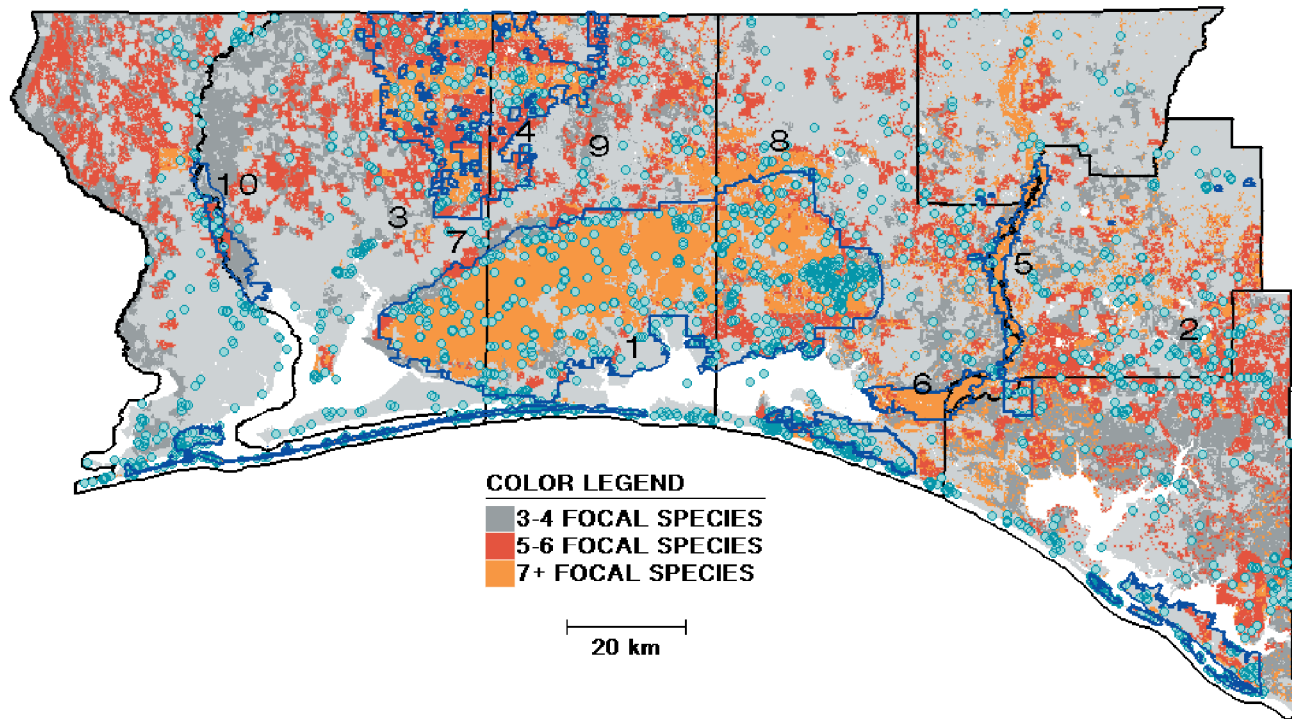 4
9
8
10
3
7
5
1
2
6
COLOR LEGEND
3-4 FOCAL SPECIES
5-6 FOCAL SPECIES
7+ FOCAL SPECIES
20 km